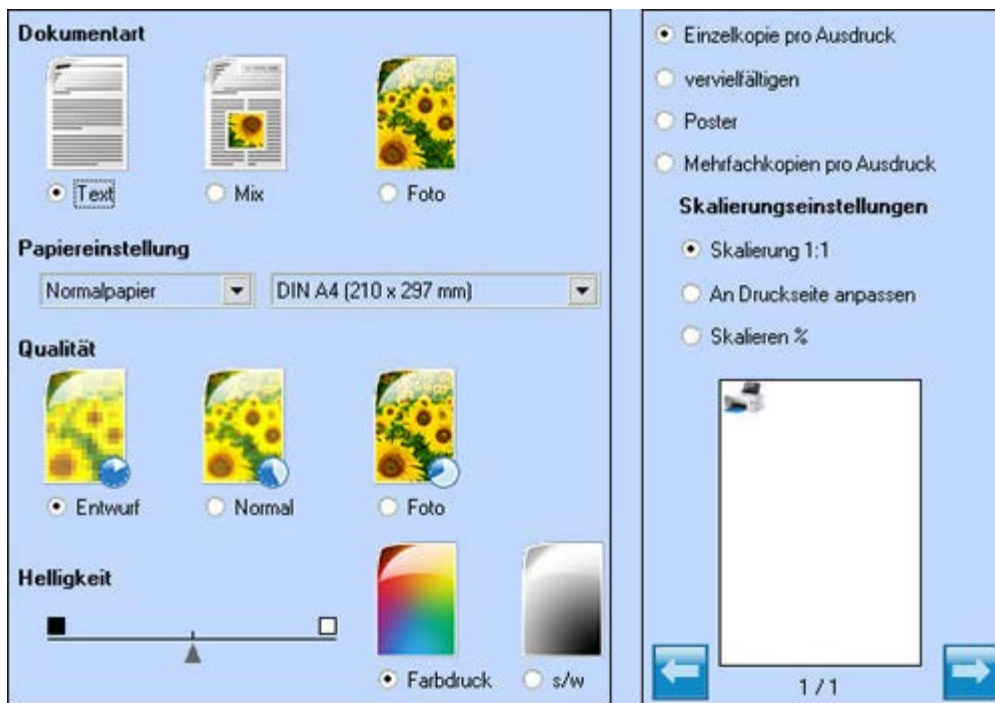 Dokumentart
Text
Mix
Foto
Papiereinstellung
Normalpapier
DIN A4 (210 x 297 mm)
Qualität
Entwurf
Normal
Foto
Helligkeit
Farbdruck
s/w
Einzelkopie pro Ausdruck
vervielfältigen
Poster
Mehrfachkopien pro Ausdruck
Skalierungseinstellungen
Skalierung 1:1
An Druckseite anpassen
Skalieren %
1 / 1